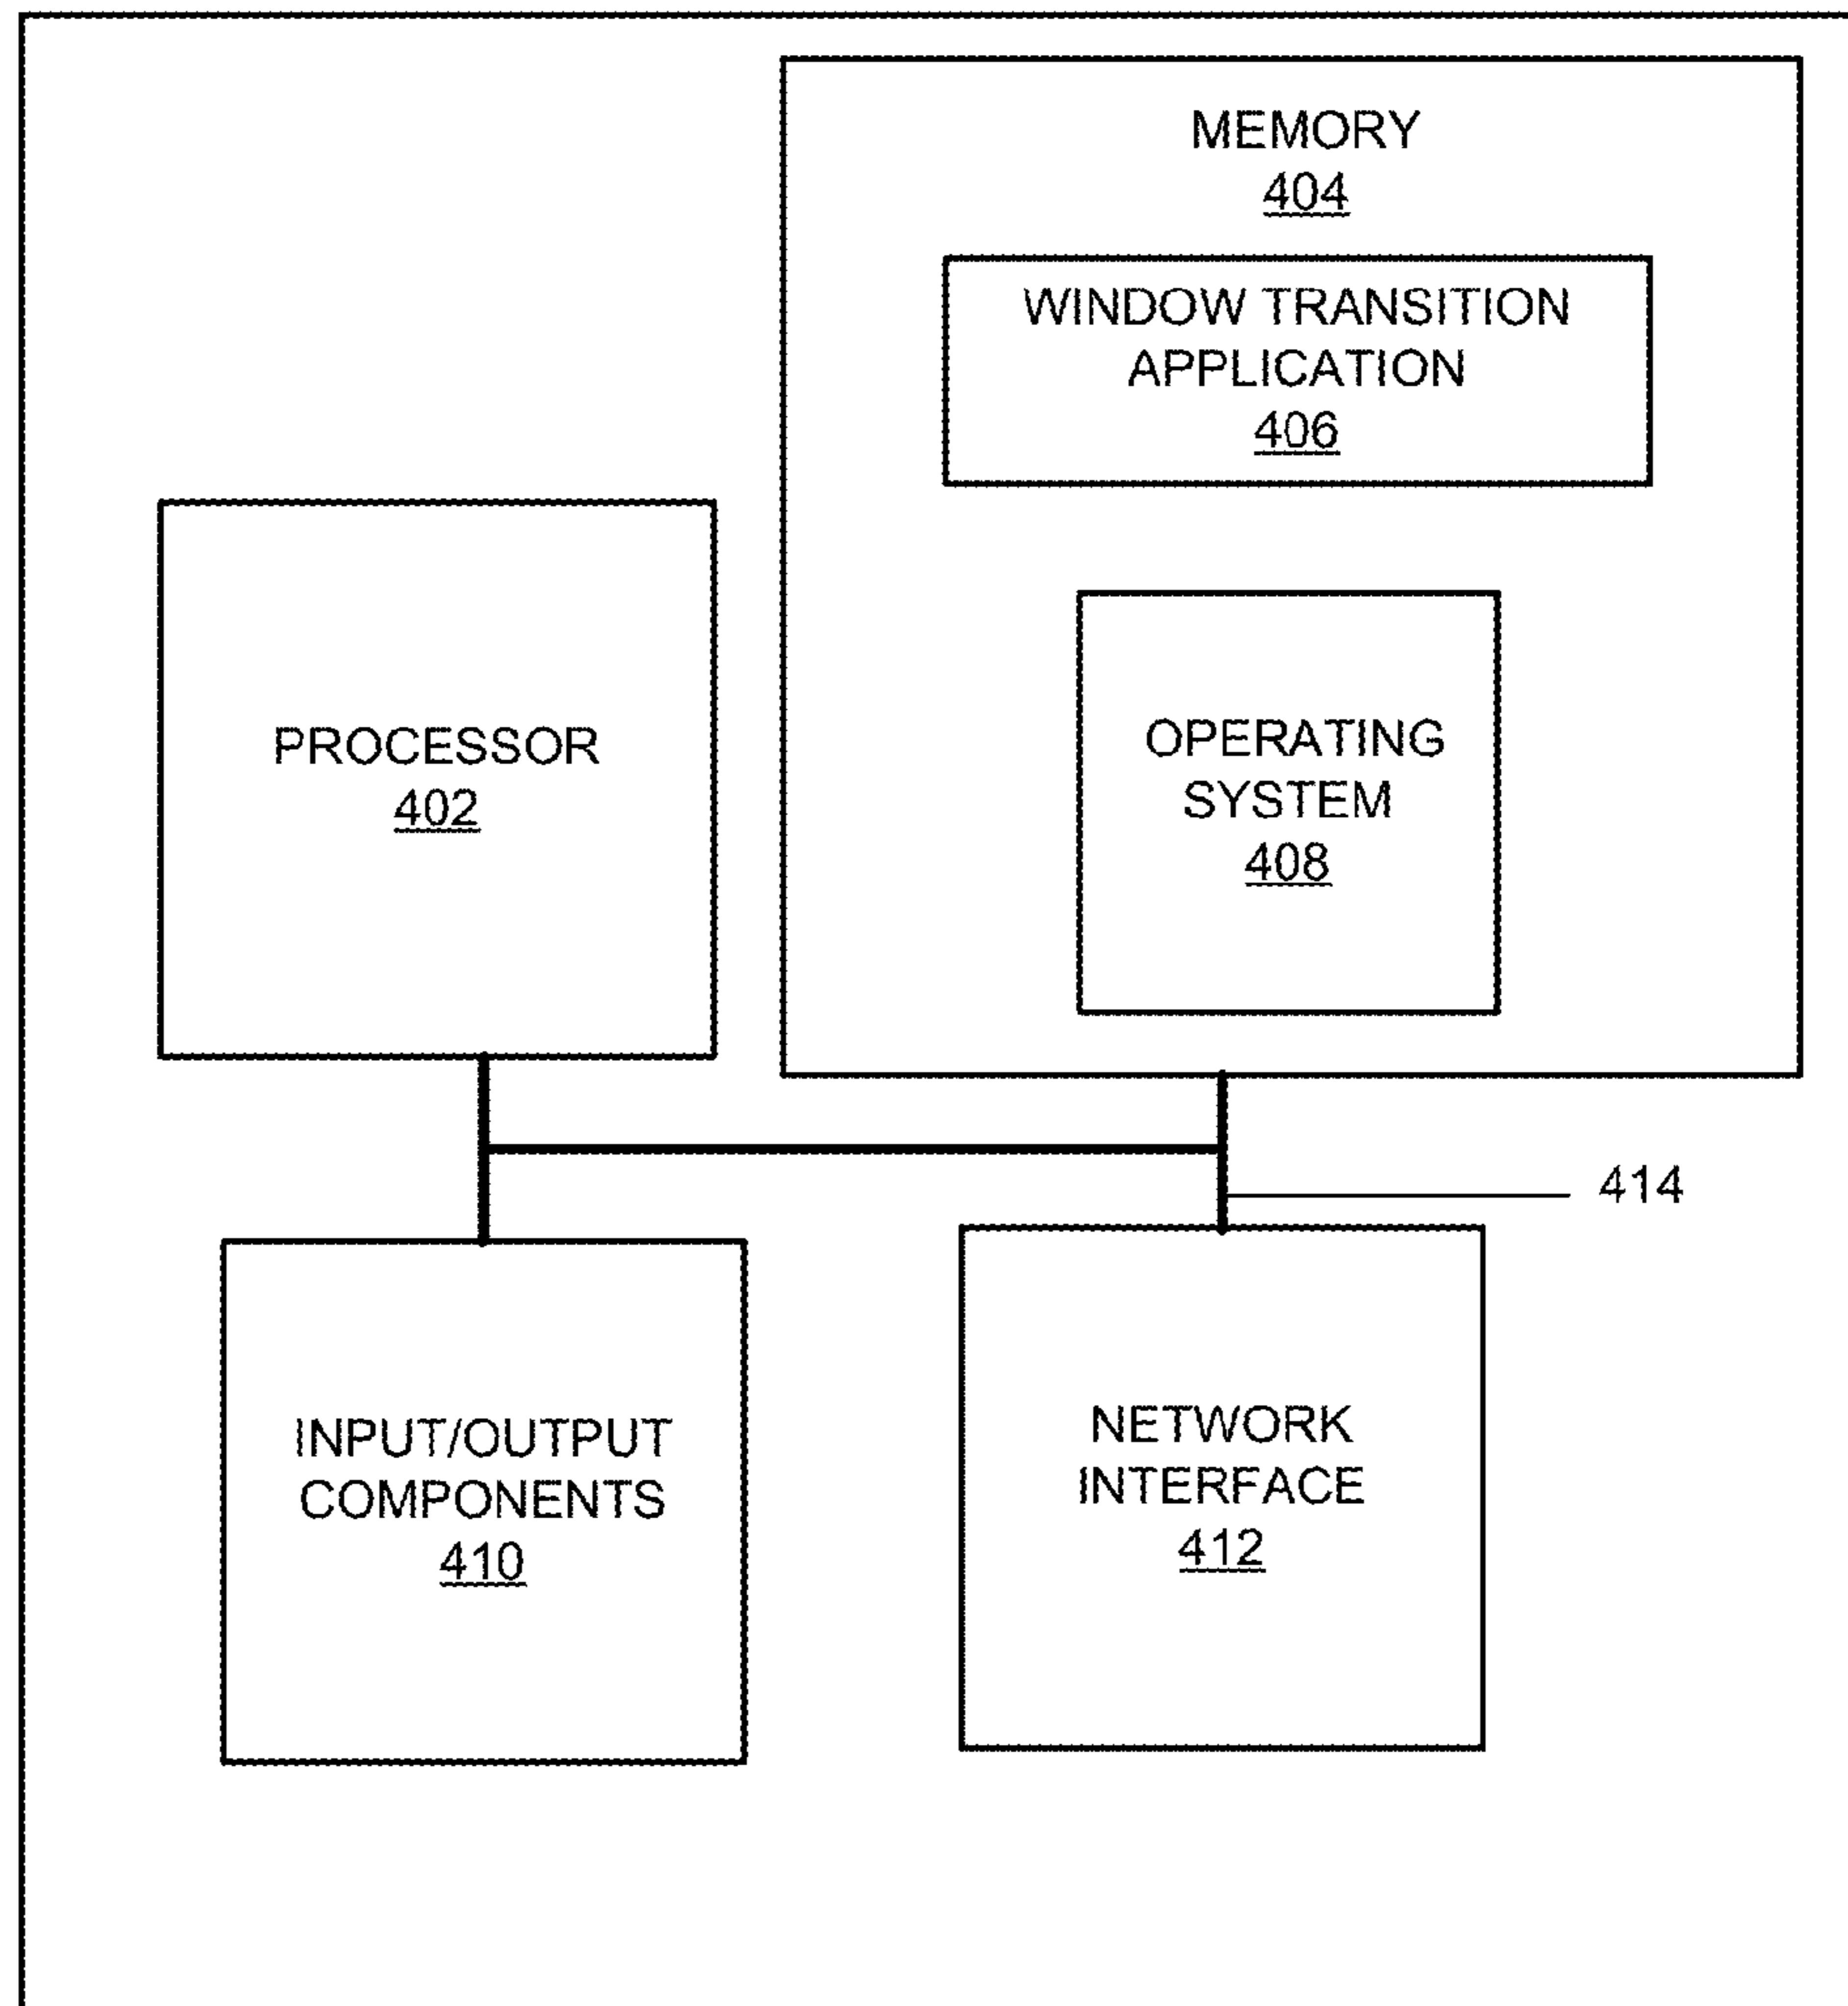 MEMORY
404
WINDOW TRANSITION
APPLICATION
406
PROCESSOR
402
OPERATING
SYSTEM
408
414
INPUT/OUTPUT
COMPONENTS
410
NETWORK
INTERFACE
412